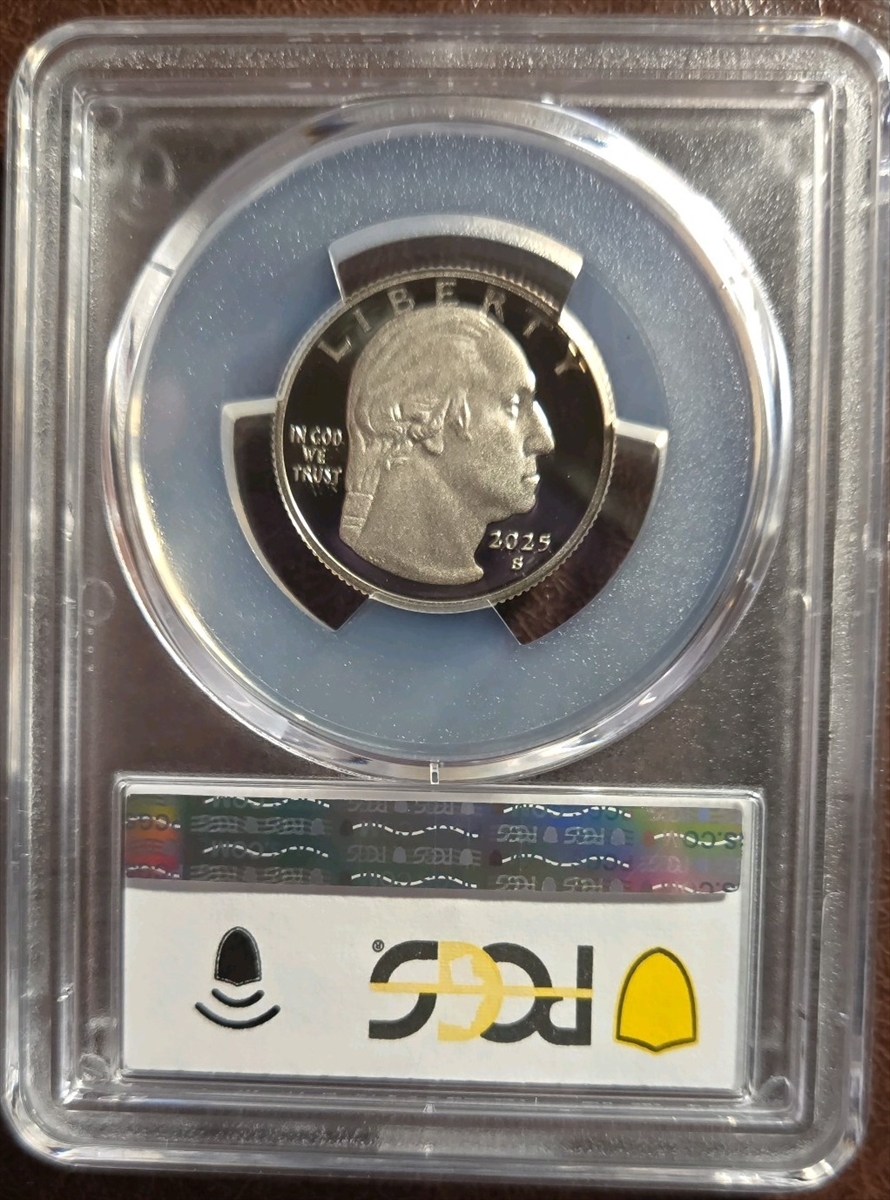 LIBERTY
IN GOD
WE
TRUST
2025
S
PCGS
®